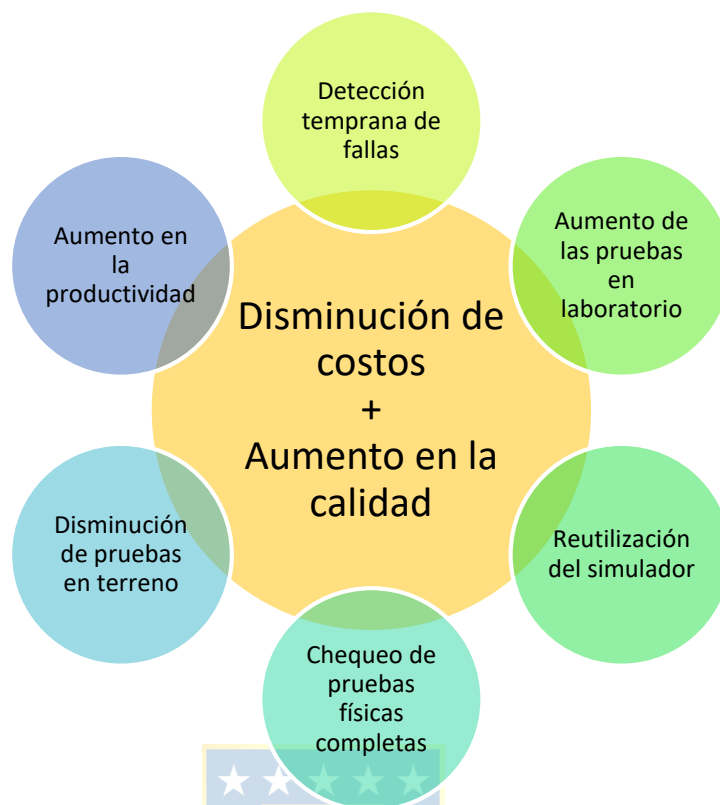 Detección
temprana de
fallas
Aumento en
la
productividad
Aumento de
las pruebas
en
laboratorio
Disminución de
costos
+
Aumento en la
calidad
Disminución
de pruebas
en terreno
Reutilización
del simulador
Chequeo de
pruebas
físicas
completas